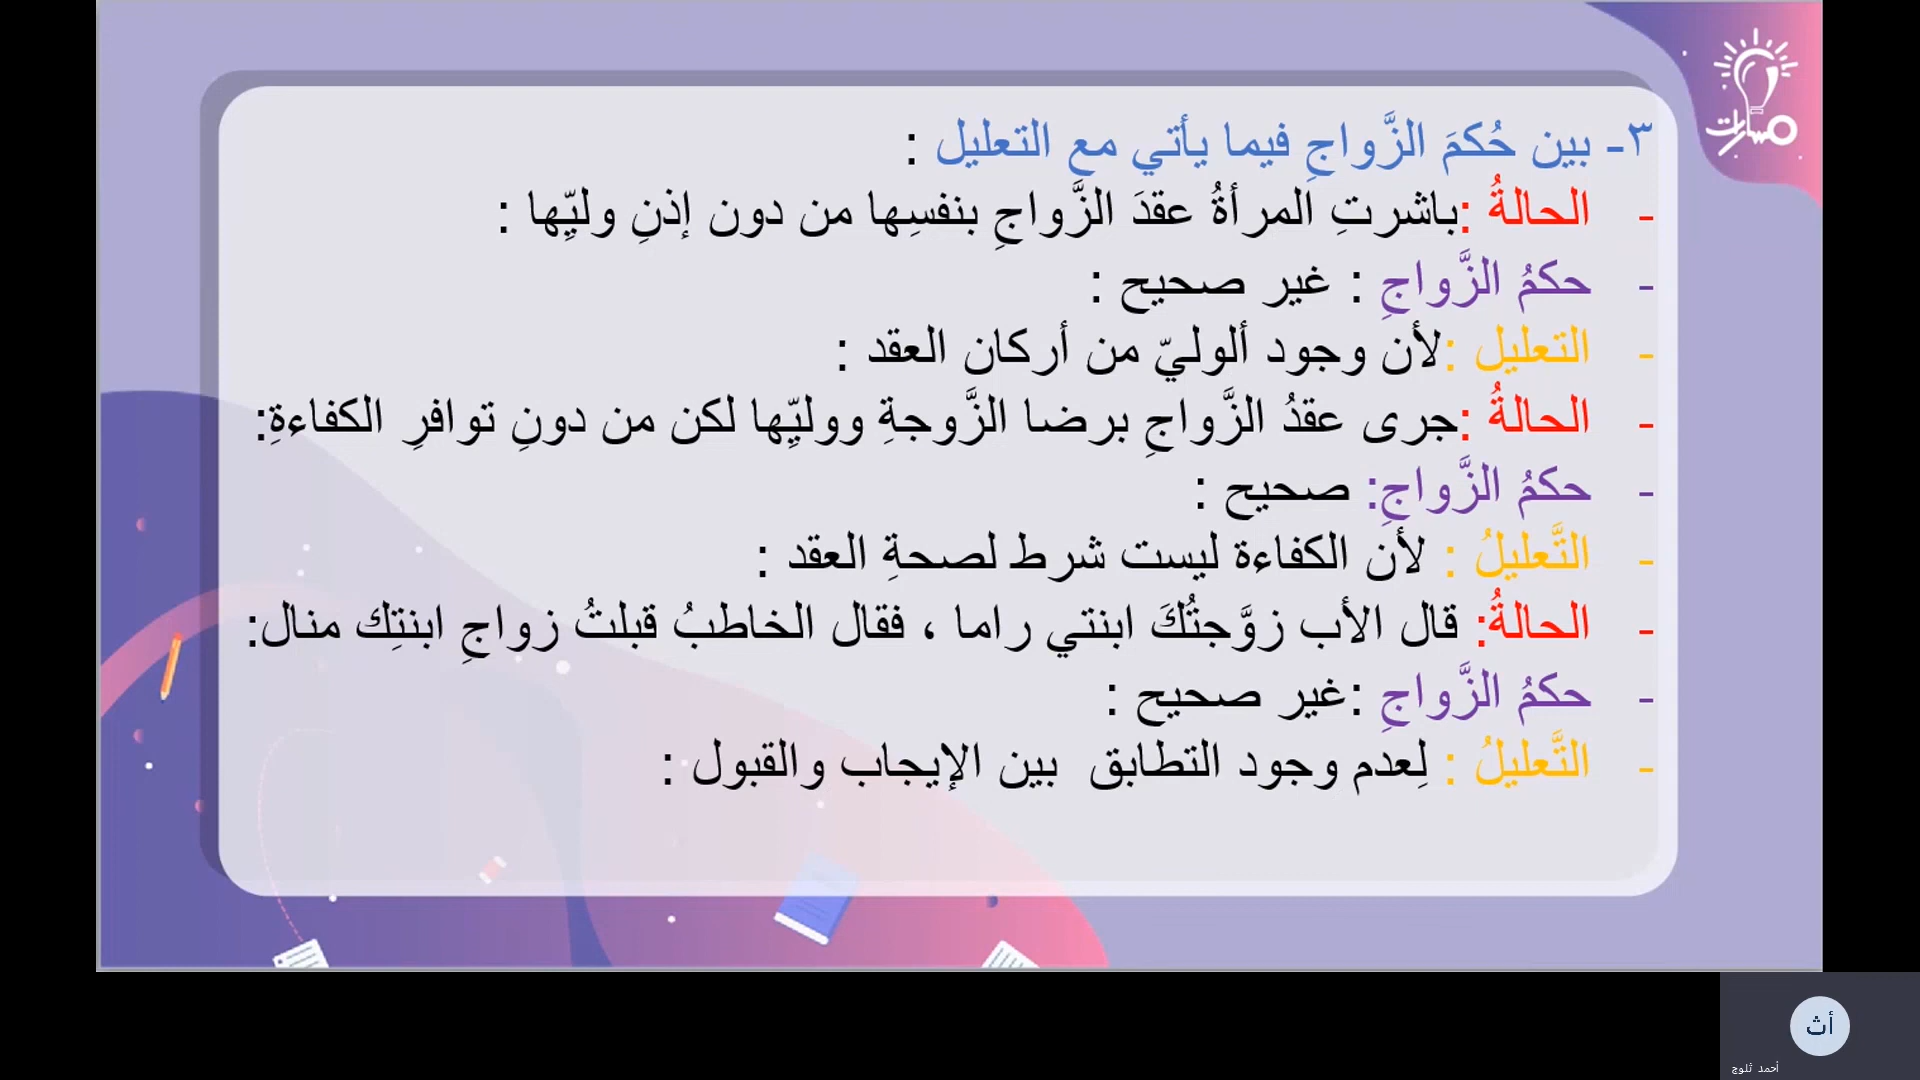 ٣- بين حُكمَ الزَّواجِ فيما يأتي مع التعليل :
- الحالةُ :باشرتِ المرأةُ عقدَ الزَّواجِ بنفسِها من دون إذنِ وليِّها :
- حكمُ الزَّواجِ : غير صحيح :
- التعليل :لأن وجود ألوليّ من أركان العقد :
- الحالةُ :جرى عقدُ الزَّواجِ برضا الزَّوجةِ ووليِّها لكن من دونِ توافرِ الكفاءةِ:
- حكمُ الزَّواجِ: صحيح :
- التَّعليلُ : لأن الكفاءة ليست شرط لصحةِ العقد :
- الحالةُ: قال الأب زوَّجتُكَ ابنتي راما ، فقال الخاطبُ قبلتُ زواجِ ابنتِك منال:
- حكمُ الزَّواجِ :غير صحيح :
- التَّعليلُ : لِعدم وجود التطابق بين الإيجاب والقبول :
مسارات
أث
أحمد ثلوج